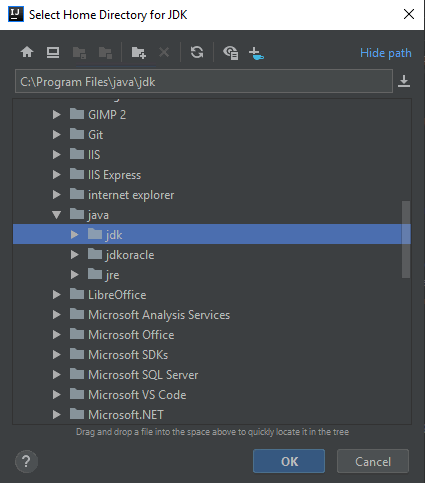 IJ Select Home Directory for JDK
Hide path
C:\Program Files\java\jdk
GIMP 2
Git
IIS
IIS Express
internet explorer
java
jdk
jdkoracle
jre
LibreOffice
Microsoft Analysis Services
Microsoft Office
Microsoft SDKs
Microsoft SQL Server
Microsoft VS Code
Microsoft.NET
Drag and drop a file into the space above to quickly locate it in the tree
? OK Cancel